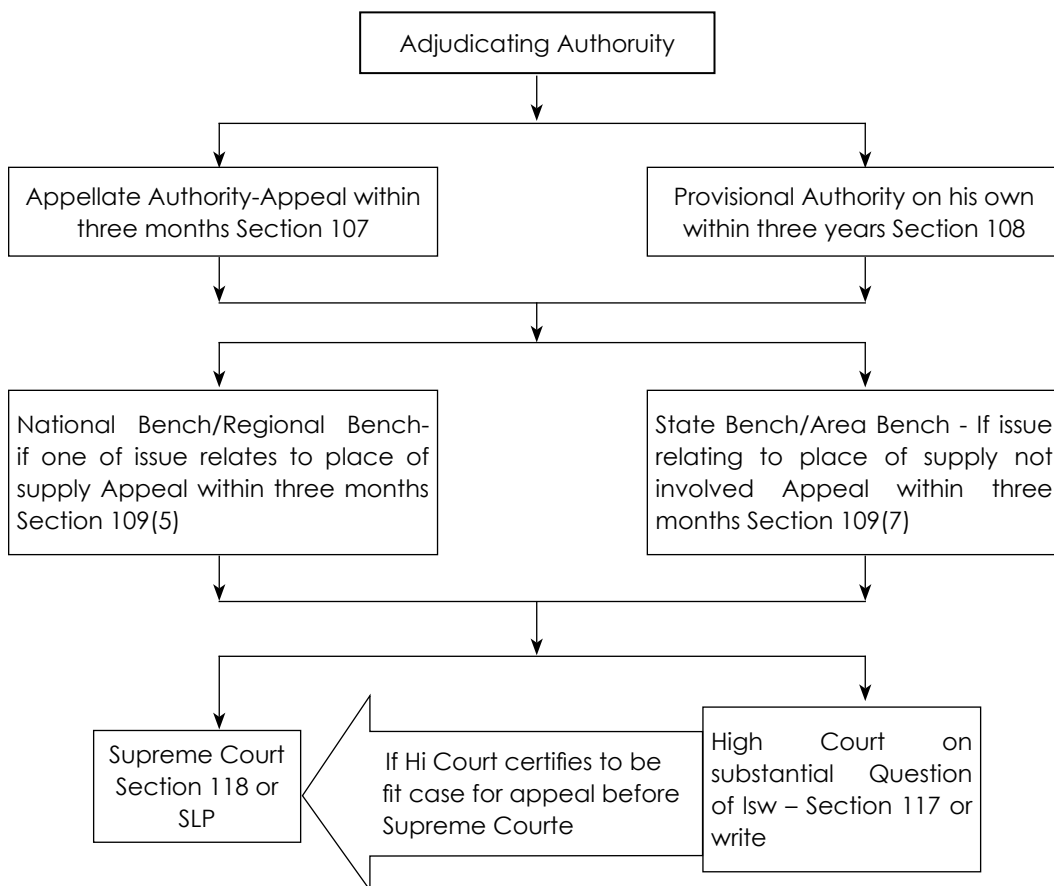 Adjudicating Authoruity
Appellate Authority-Appeal within
three months Section 107
Provisional Authority on his own
within three years Section 108
National Bench/Regional Bench-
if one of issue relates to place of
supply Appeal within three months
Section 109(5)
State Bench/Area Bench - If issue
relating to place of supply not
involved Appeal within three
months Section 109(7)
Supreme Court
Section 118 or
SLP
If Hi Court certifies to be
fit case for appeal before
Supreme Courte
High Court on
substantial Question
of lsw – Section 117 or
write